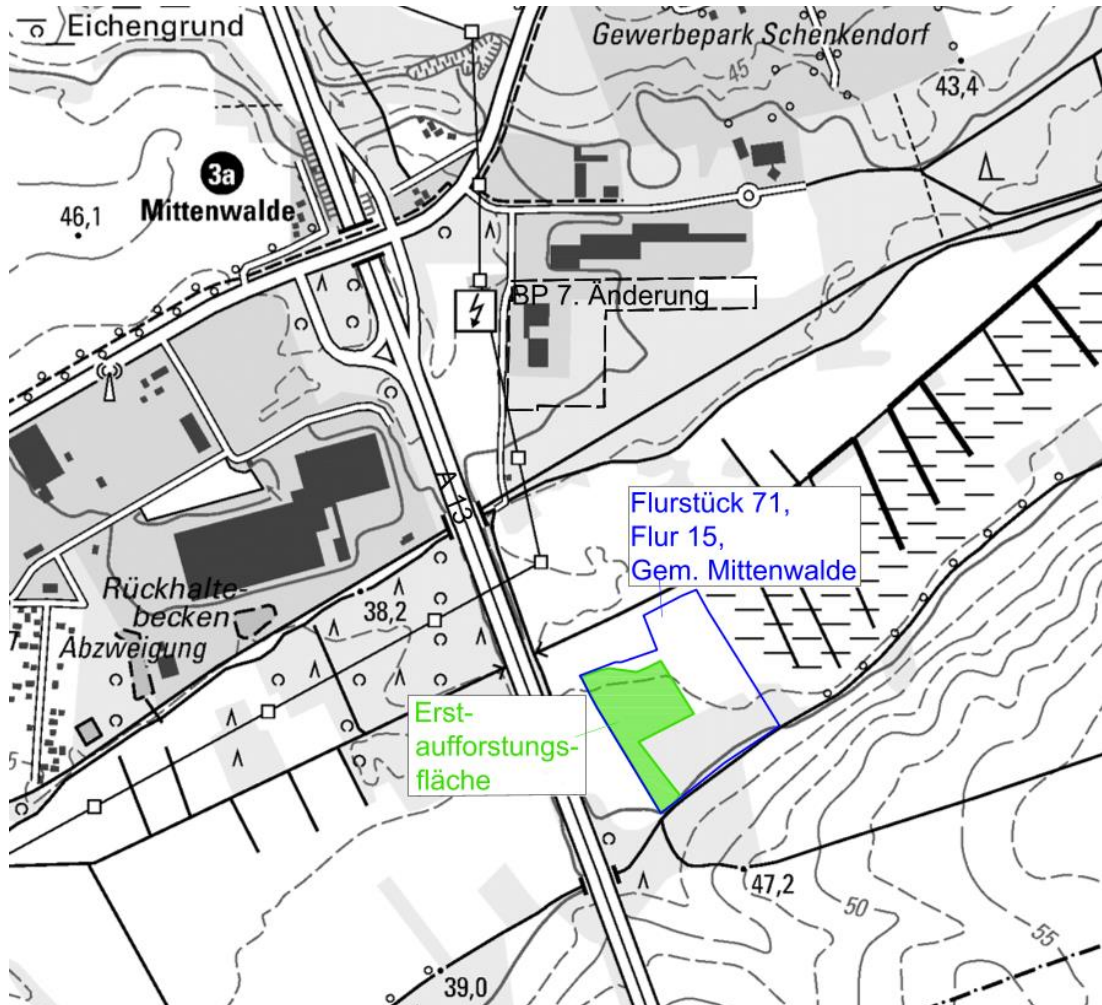 Eichengrund
Gewerbepark Schenkendorf
45
43,4
3a
Mittenwalde
46,1
BP 7. Änderung
A 13
Flurstück 71,
Flur 15,
Gem. Mittenwalde
Rückhalte-
becken
38,2
Abzweigung
Erst-
aufforstungs-
fläche
47,2
50
55
39,0